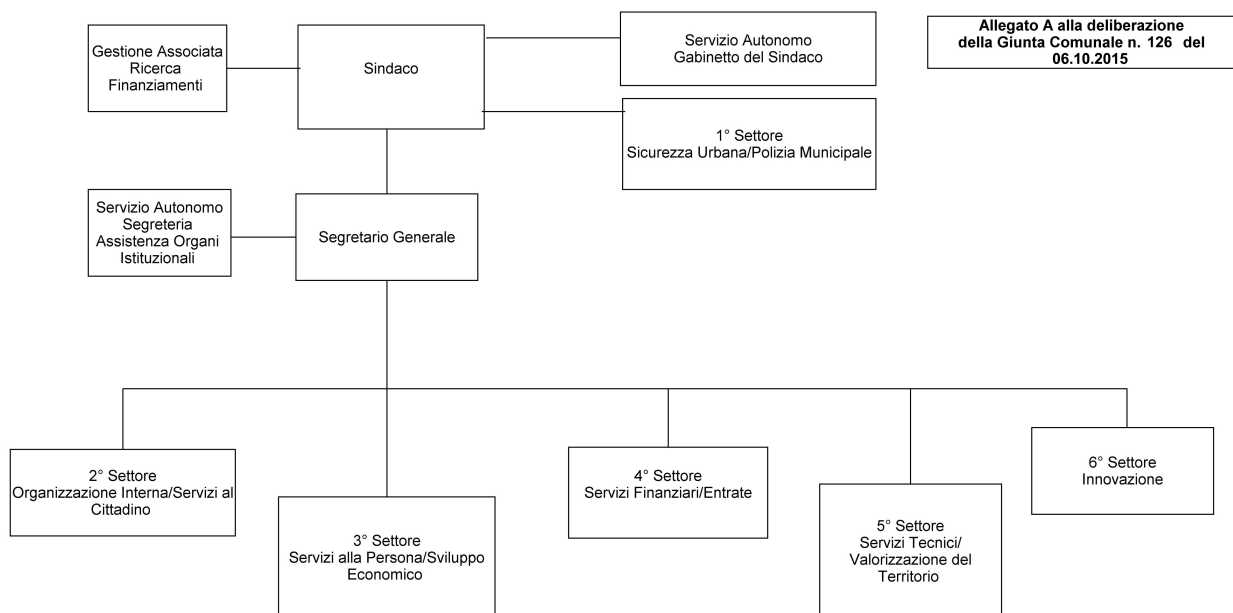 Gestione Associata
Ricerca
Finanziamenti
Sindaco
Servizio Autonomo
Gabinetto del Sindaco
Allegato A alla deliberazione
della Giunta Comunale n. 126 del
06.10.2015
1° Settore
Sicurezza Urbana/Polizia Municipale
Servizio Autonomo
Segreteria
Assistenza Organi
Istituzionali
Segretario Generale
2° Settore
Organizzazione Interna/Servizi al
Cittadino
3° Settore
Servizi alla Persona/Sviluppo
Economico
4° Settore
Servizi Finanziari/Entrate
5° Settore
Servizi Tecnici/
Valorizzazione del
Territorio
6° Settore
Innovazione